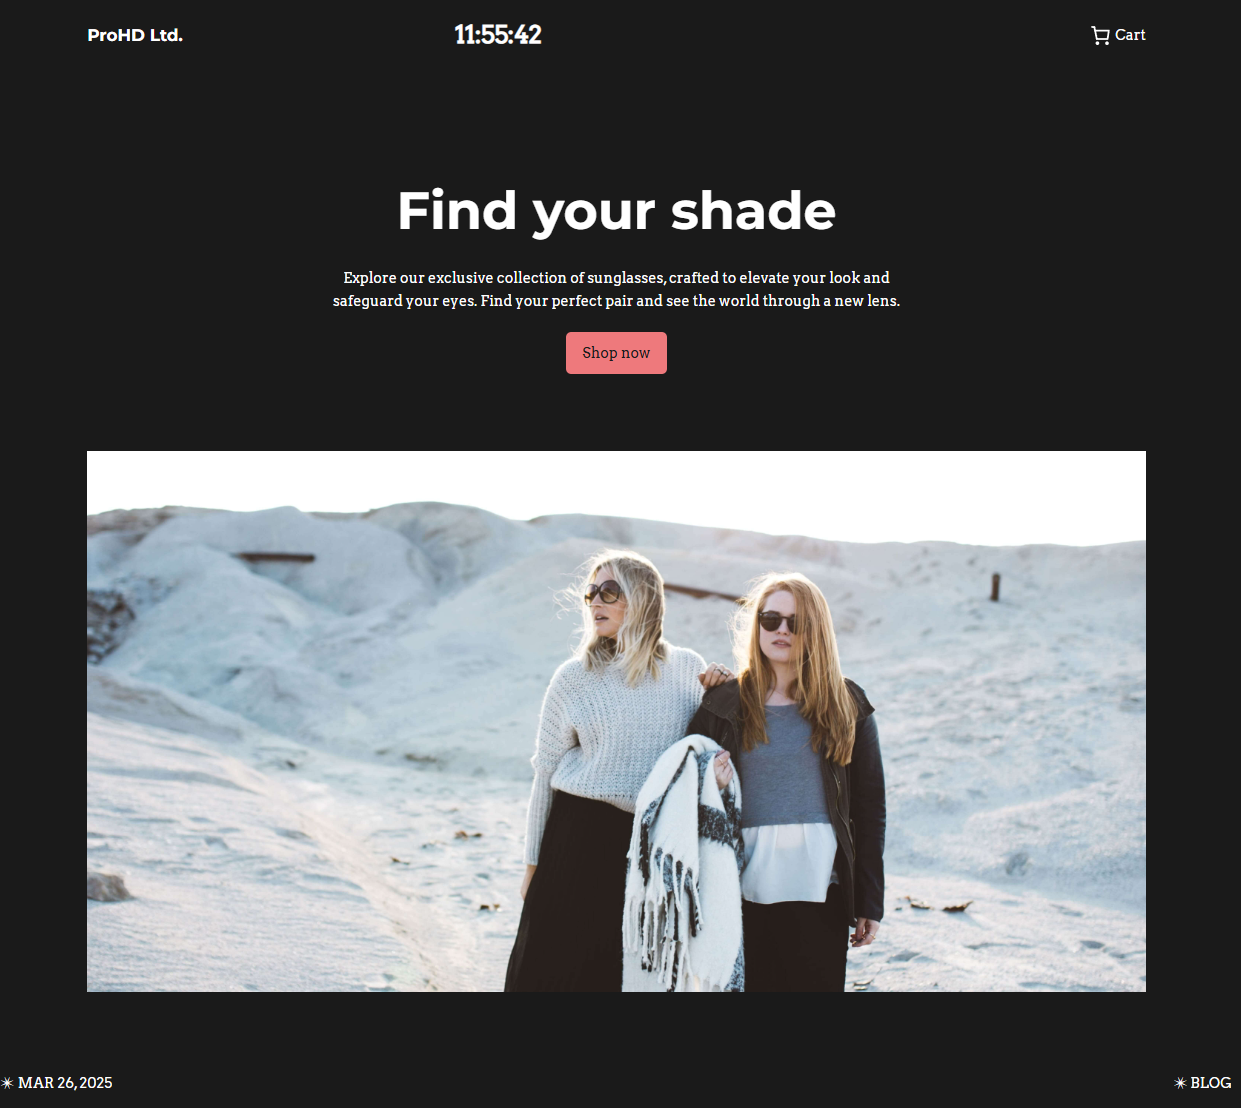 ProHD Ltd.
11:55:42
Cart
Find your shade
Explore our exclusive collection of sunglasses, crafted to elevate your look and
safeguard your eyes. Find your perfect pair and see the world through a new lens.
Shop now
✴ MAR 26, 2025
✴ BLOG